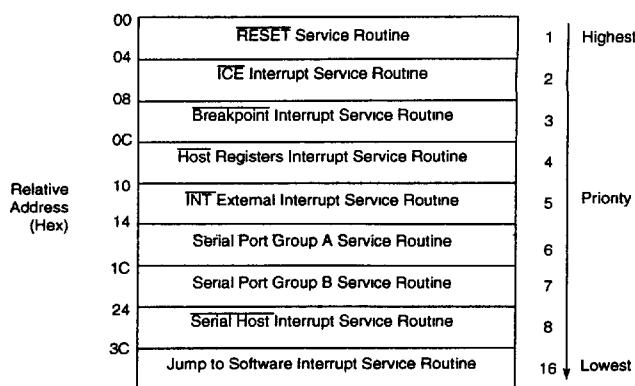 00
RESET Service Routine 1 Highest
04
ICE Interrupt Service Routine 2
08
Breakpoint Interrupt Service Routine 3
0C
Host Registers Interrupt Service Routine 4
10
Relative Address (Hex)
INT External Interrupt Service Routine 5 Priority
14
Serial Port Group A Service Routine 6
1C
Serial Port Group B Service Routine 7
24
Serial Host Interrupt Service Routine 8
3C
Jump to Software Interrupt Service Routine 16 Lowest